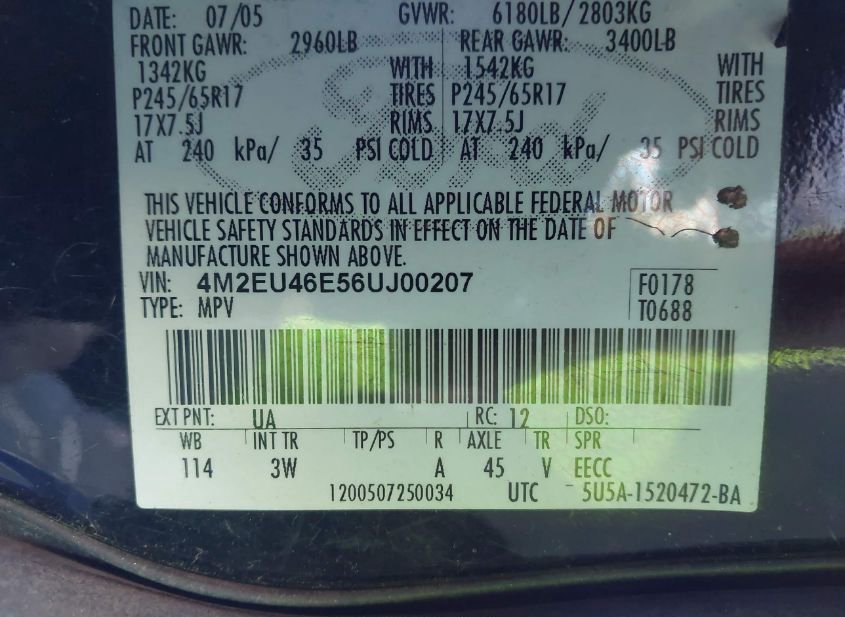 DATE: 07/05 GVWR: 6180LB/2803KG
FRONT GAWR: 2960LB REAR GAWR: 3400LB
1342KG WITH 1542KG WITH
P245/65R17 TIRES P245/65R17 TIRES
17X7.5J RIMS 17X7.5J RIMS
AT 240 kPa/ 35 PSI COLD AT 240 kPa/ 35 PSI COLD
Ford
THIS VEHICLE CONFORMS TO ALL APPLICABLE FEDERAL MOTOR
VEHICLE SAFETY STANDARDS IN EFFECT ON THE DATE OF
MANUFACTURE SHOWN ABOVE.
VIN: 4M2EU46E56UJ00207 F0178
TYPE: MPV T0688
EXT PNT: UA RC: 12 DSO:
WB INT TR TP/PS R AXLE TR SPR
114 3W A 45 V EECC
1200507250034 UTC 5U5A-1520472-BA